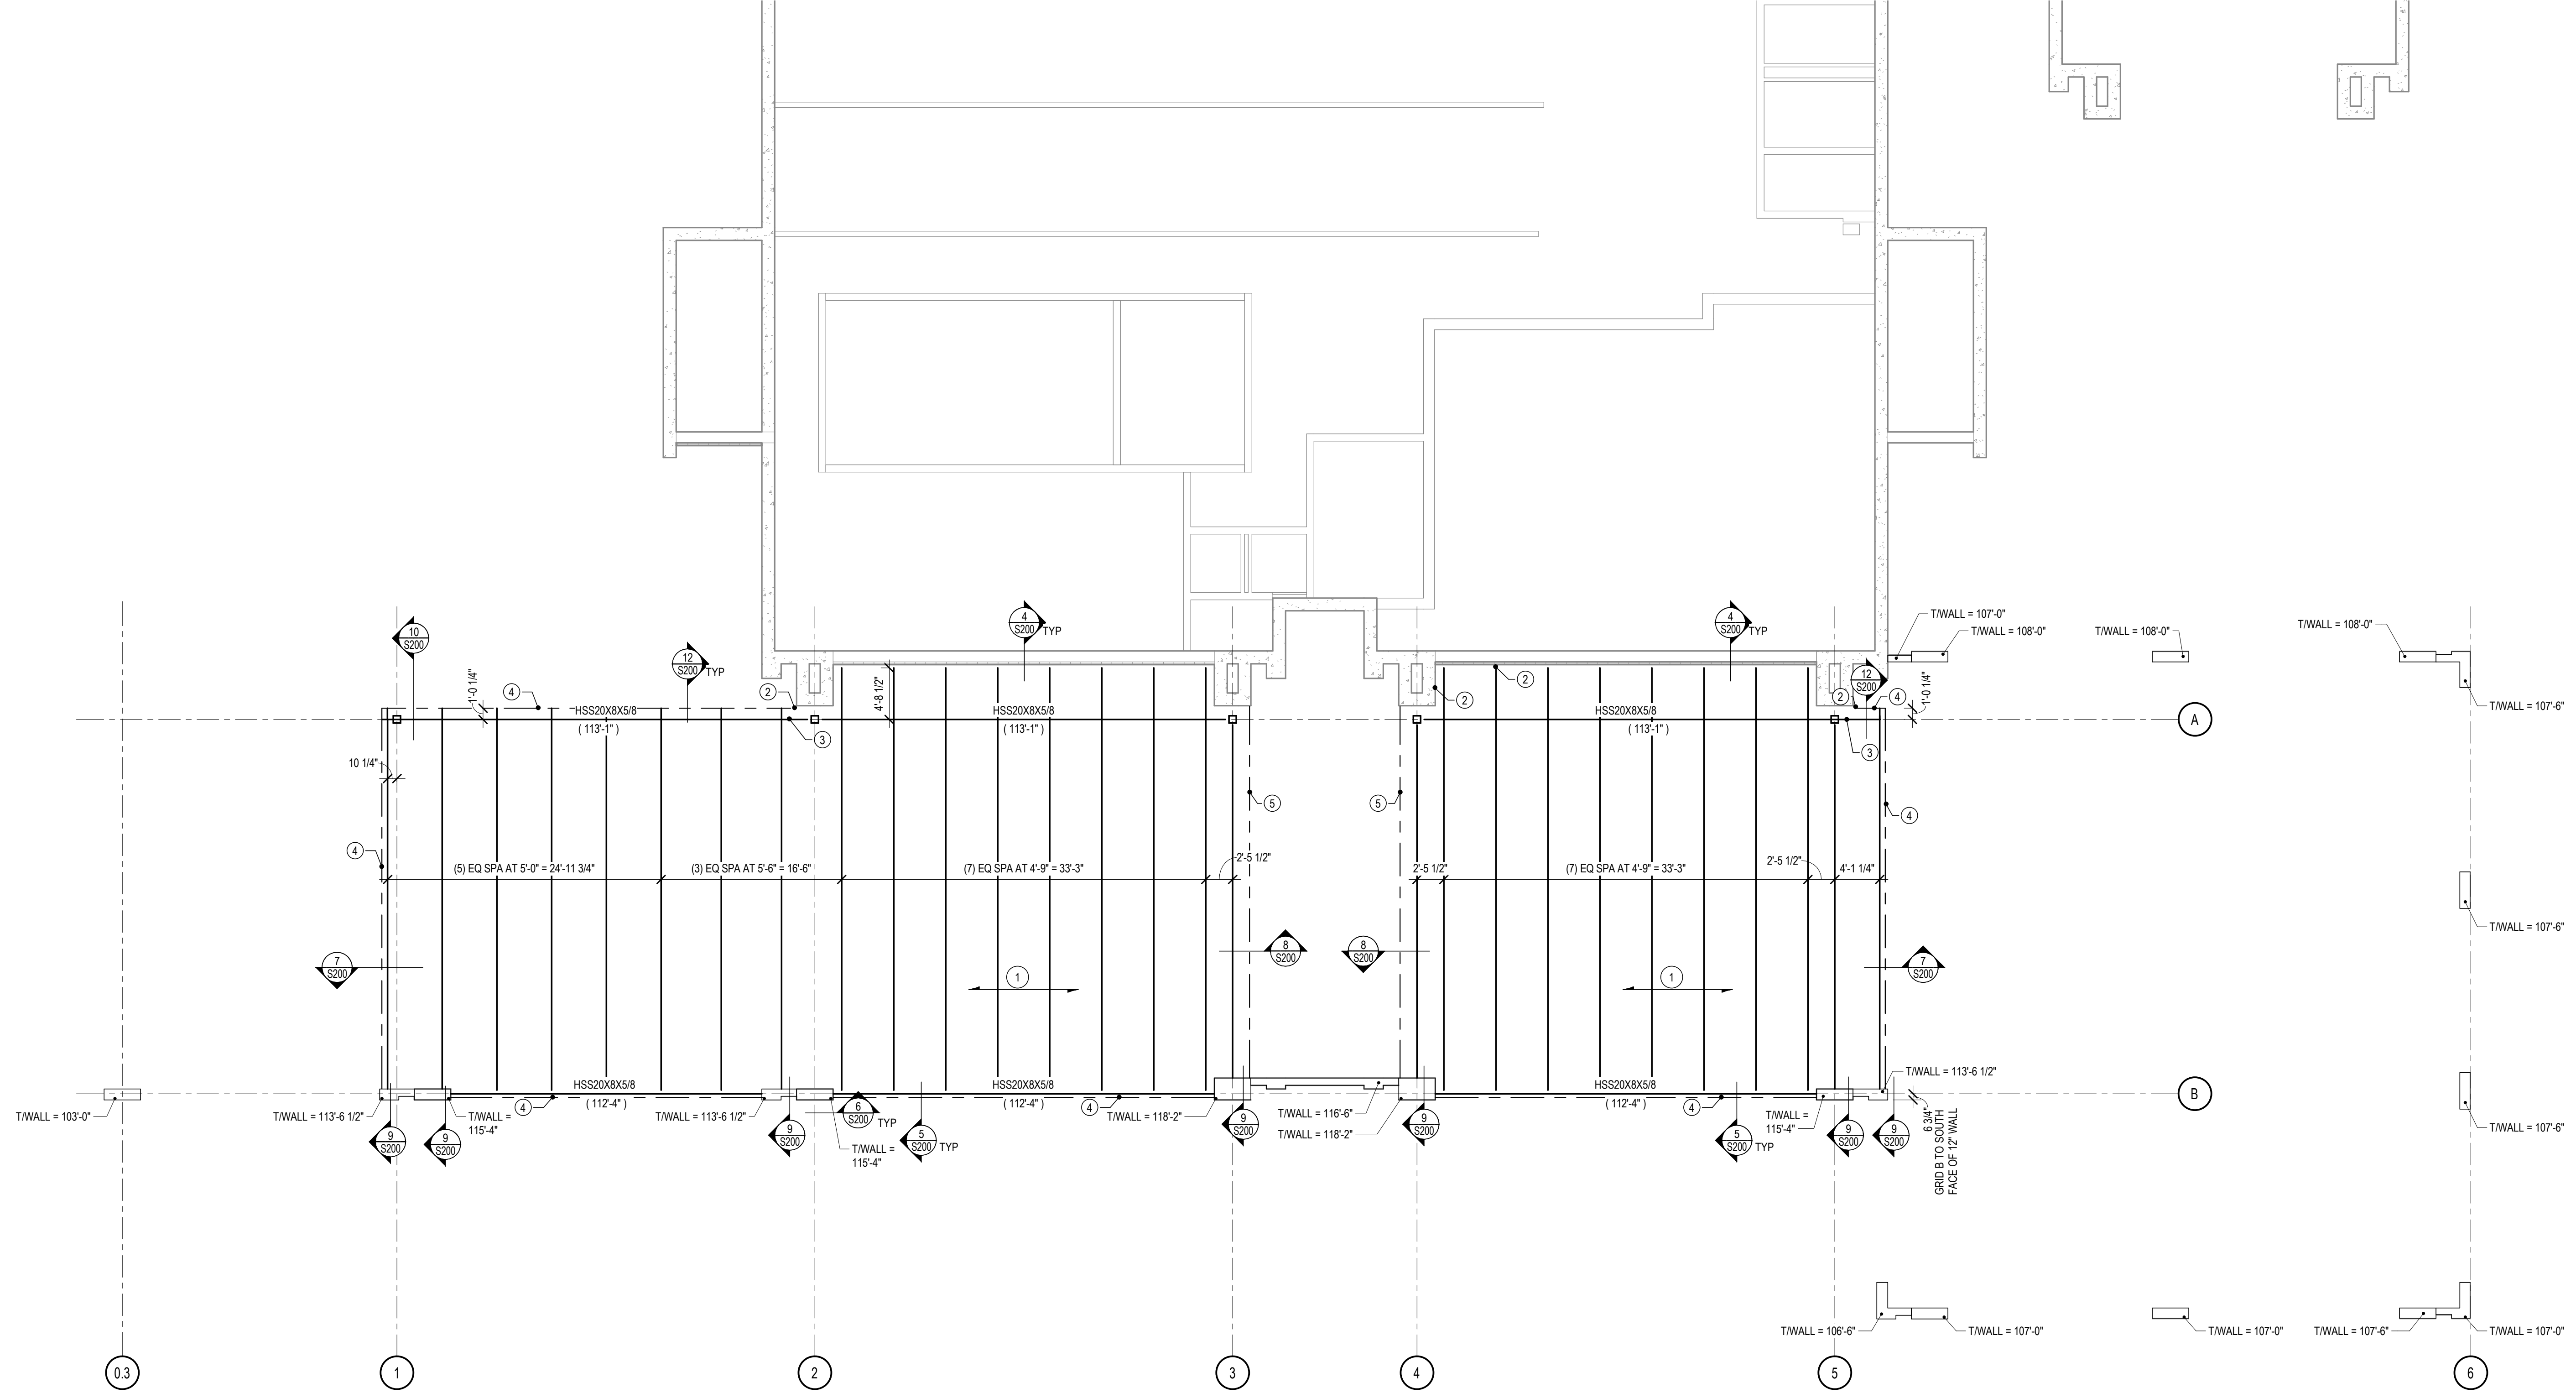 T/WALL = 107'-0"
T/WALL = 108'-0"
T/WALL = 108'-0"
T/WALL = 108'-0"
4
S200
TYP
4
S200
TYP
10
S200
12
S200
TYP
12
S200
1'-0 1/4"
4
2
4'-8 1/2"
2
2
2
4
1'-0 1/4"
T/WALL = 107'-6"
HSS20X8X5/8
( 113'-1" )
HSS20X8X5/8
( 113'-1" )
HSS20X8X5/8
( 113'-1" )
A
3
3
10 1/4"
5
5
4
4
(5) EQ SPA AT 5'-0" = 24'-11 3/4"
(3) EQ SPA AT 5'-6" = 16'-6"
(7) EQ SPA AT 4'-9" = 33'-3"
2'-5 1/2"
2'-5 1/2"
(7) EQ SPA AT 4'-9" = 33'-3"
2'-5 1/2"
4'-1 1/4"
T/WALL = 107'-6"
7
S200
8
S200
8
S200
7
S200
1
1
T/WALL = 113'-6 1/2"
HSS20X8X5/8
( 112'-4" )
HSS20X8X5/8
( 112'-4" )
HSS20X8X5/8
( 112'-4" )
B
4
4
4
T/WALL = 103'-0"
T/WALL = 113'-6 1/2"
T/WALL =
115'-4"
T/WALL = 113'-6 1/2"
6
S200
TYP
T/WALL = 118'-2"
T/WALL = 116'-6"
T/WALL = 118'-2"
T/WALL =
115'-4"
T/WALL = 107'-6"
9
S200
9
S200
9
S200
T/WALL =
115'-4"
5
S200
TYP
9
S200
9
S200
5
S200
TYP
9
S200
9
S200
6 3/4"
GRID B TO SOUTH
FACE OF 12" WALL
T/WALL = 106'-6"
T/WALL = 107'-0"
T/WALL = 107'-0"
T/WALL = 107'-6"
T/WALL = 107'-0"
0.3
1
2
3
4
5
6